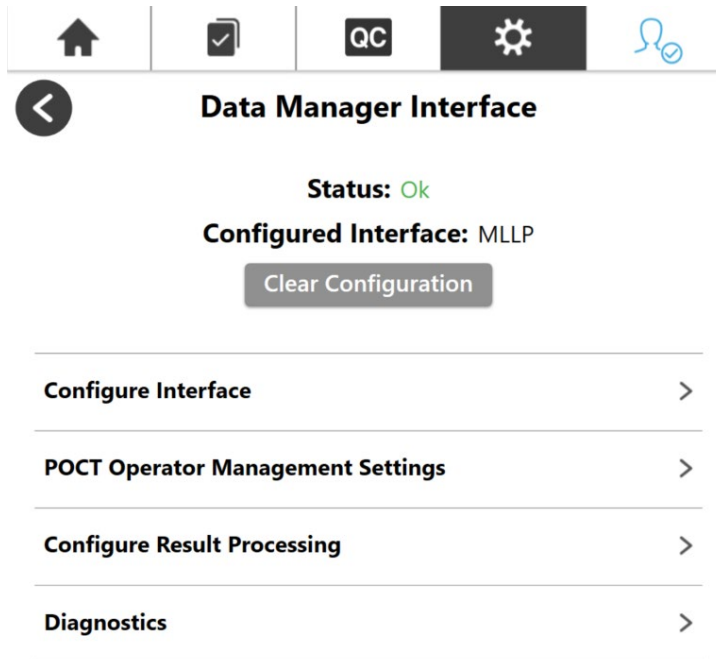 QC
Data Manager Interface
Status: Ok
Configured Interface: MLLP
Clear Configuration
Configure Interface
POCT Operator Management Settings
Configure Result Processing
Diagnostics